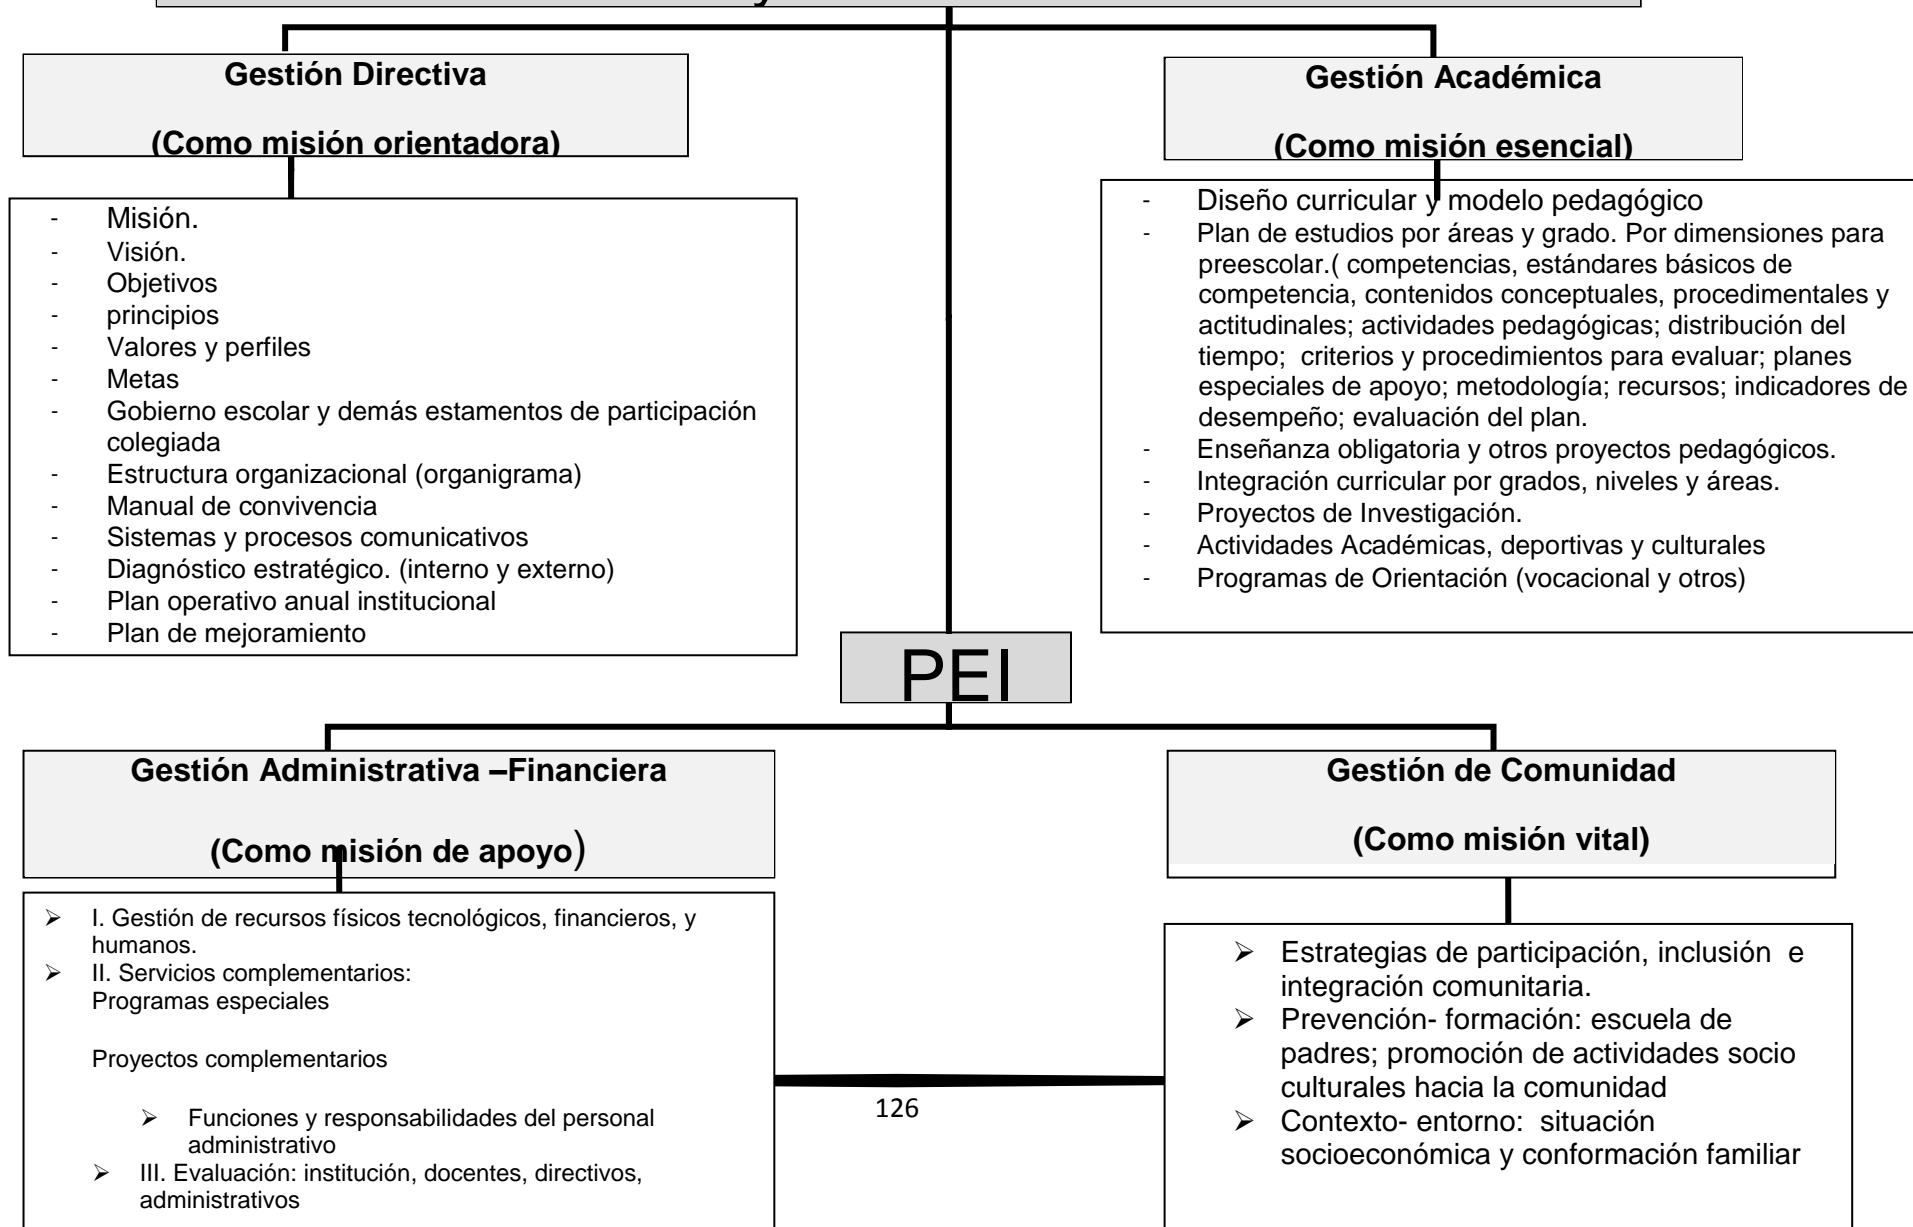 Gestión Directiva
(Como misión orientadora)
- Misión.
- Visión.
- Objetivos
- principios
- Valores y perfiles
- Metas
- Gobierno escolar y demás estamentos de participación
colegiada
- Estructura organizacional (organigrama)
- Manual de convivencia
- Sistemas y procesos comunicativos
- Diagnóstico estratégico. (interno y externo)
- Plan operativo anual institucional
- Plan de mejoramiento
Gestión Académica
(Como misión esencial)
- Diseño curricular y modelo pedagógico
- Plan de estudios por áreas y grado. Por dimensiones para
preescolar.( competencias, estándares básicos de
competencia, contenidos conceptuales, procedimentales y
actitudinales; actividades pedagógicas; distribución del
tiempo; criterios y procedimientos para evaluar; planes
especiales de apoyo; metodología; recursos; indicadores de
desempeño; evaluación del plan.
- Enseñanza obligatoria y otros proyectos pedagógicos.
- Integración curricular por grados, niveles y áreas.
- Proyectos de Investigación.
- Actividades Académicas, deportivas y culturales
- Programas de Orientación (vocacional y otros)
PEI
Gestión Administrativa –Financiera
(Como misión de apoyo)
➢ I. Gestión de recursos físicos tecnológicos, financieros, y
humanos.
➢ II. Servicios complementarios:
Programas especiales
Proyectos complementarios
➢ Funciones y responsabilidades del personal
administrativo
➢ III. Evaluación: institución, docentes, directivos,
administrativos
Gestión de Comunidad
(Como misión vital)
➢ Estrategias de participación, inclusión e
integración comunitaria.
➢ Prevención- formación: escuela de
padres; promoción de actividades socio
culturales hacia la comunidad
➢ Contexto- entorno: situación
socioeconómica y conformación familiar
126